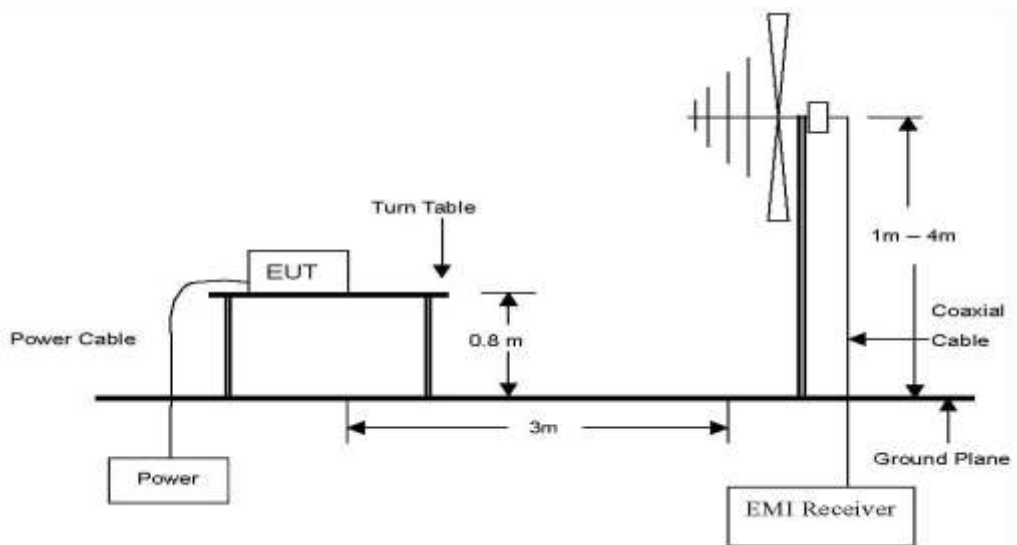 Turn Table
1m – 4m
EUT
Coaxial
Cable
Power Cable
0.8 m
3m
Ground Plane
Power
EMI Receiver